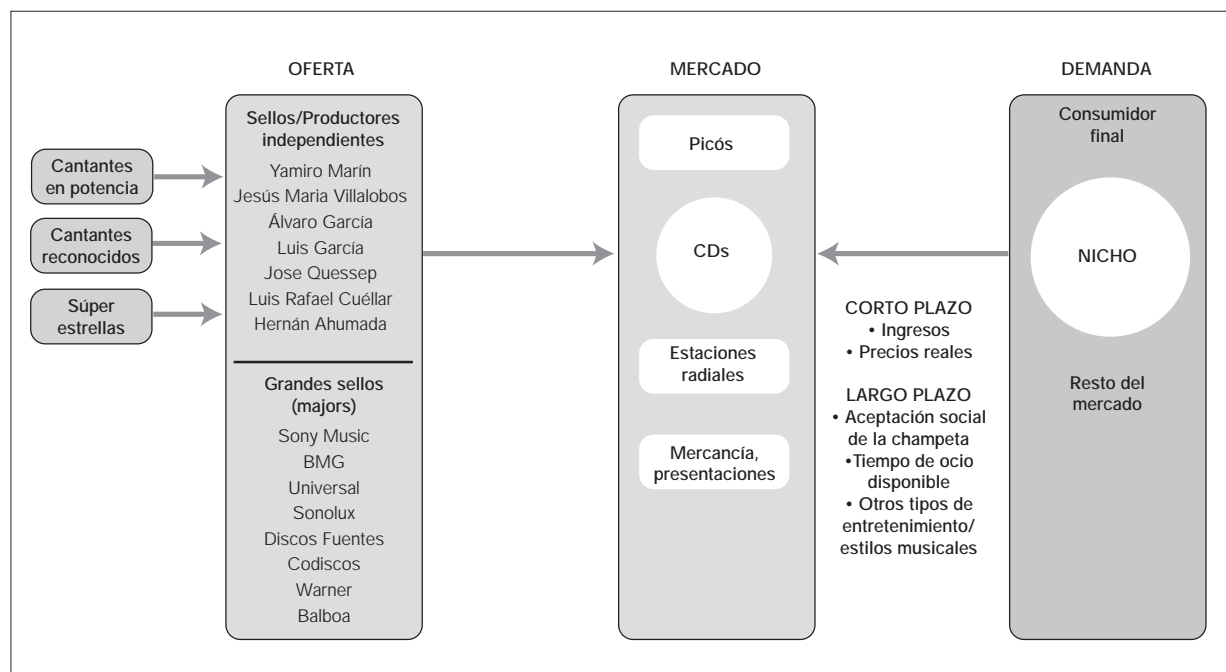 OFERTA
MERCADO
DEMANDA
Cantantes
en potencia
Cantantes
reconocidos
Súper
estrellas
Sellos/Productores
independientes
Yamiro Marín
Jesús Maria Villalobos
Álvaro García
Luis García
Jose Quessep
Luis Rafael Cuéllar
Hernán Ahumada
Grandes sellos
(majors)
Sony Music
BMG
Universal
Sonolux
Discos Fuentes
Codiscos
Warner
Balboa
Picós
CDs
Estaciones
radiales
Mercancía,
presentaciones
CORTO PLAZO
• Ingresos
• Precios reales
LARGO PLAZO
• Aceptación social
de la champeta
•Tiempo de ocio
disponible
• Otros tipos de
entretenimiento/
estilos musicales
Consumidor
final
NICHO
Resto del
mercado